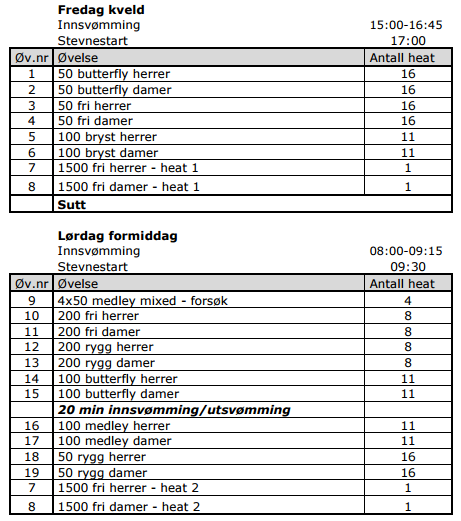 Fredag kveld
Innsvømming 15:00-16:45
Stevnestart 17:00
Øv.nr Øvelse Antall heat
1 50 butterfly herrer 16
2 50 butterfly damer 16
3 50 fri herrer 16
4 50 fri damer 16
5 100 bryst herrer 11
6 100 bryst damer 11
7 1500 fri herrer - heat 1 1
8 1500 fri damer - heat 1 1
Sutt
Lørdag formiddag
Innsvømming 08:00-09:15
Stevnestart 09:30
Øv.nr Øvelse Antall heat
9 4x50 medley mixed - forsøk 4
10 200 fri herrer 8
11 200 fri damer 8
12 200 rygg herrer 8
13 200 rygg damer 8
14 100 butterfly herrer 11
15 100 butterfly damer 11
20 min innsvømming/utsvømming
16 100 medley herrer 11
17 100 medley damer 11
18 50 rygg herrer 16
19 50 rygg damer 16
7 1500 fri herrer - heat 2 1
8 1500 fri damer - heat 2 1